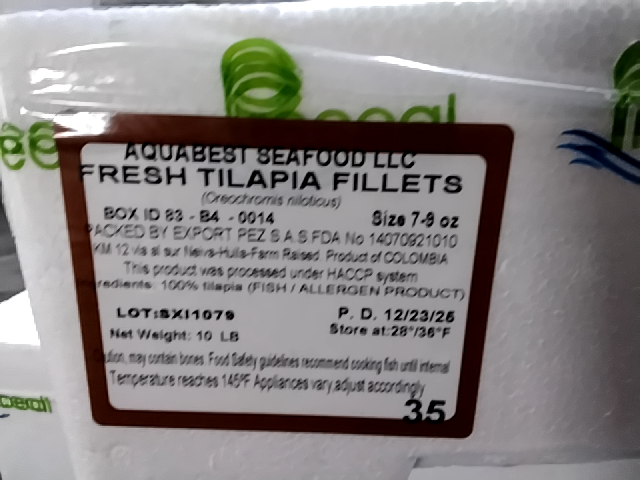 AQUABEST SEAFOOD LLC
FRESH TILAPIA FILLETS
(Oreochromis niloticus)
BOX ID 83 - B4 - 0014
Size 7-9 oz
PACKED BY EXPORT PEZ S.A.S.FDA No 14070921010
KM 12 via al sur Neiva-Huila-Farm Raised. Product of COLOMBIA
This product was processed under HACCP system
redients: 100% tilapia (FISH / ALLERGEN PRODUCT)
LOT:SXI1079
P. D. 12/23/25
Net Weight: 10 LB
Store at:28°/36°F
ution, may contain bones. Food Safety guidelines recommend cooking fish until internal
Temperature reaches 145°F Appliances vary,adjust accordingly
35